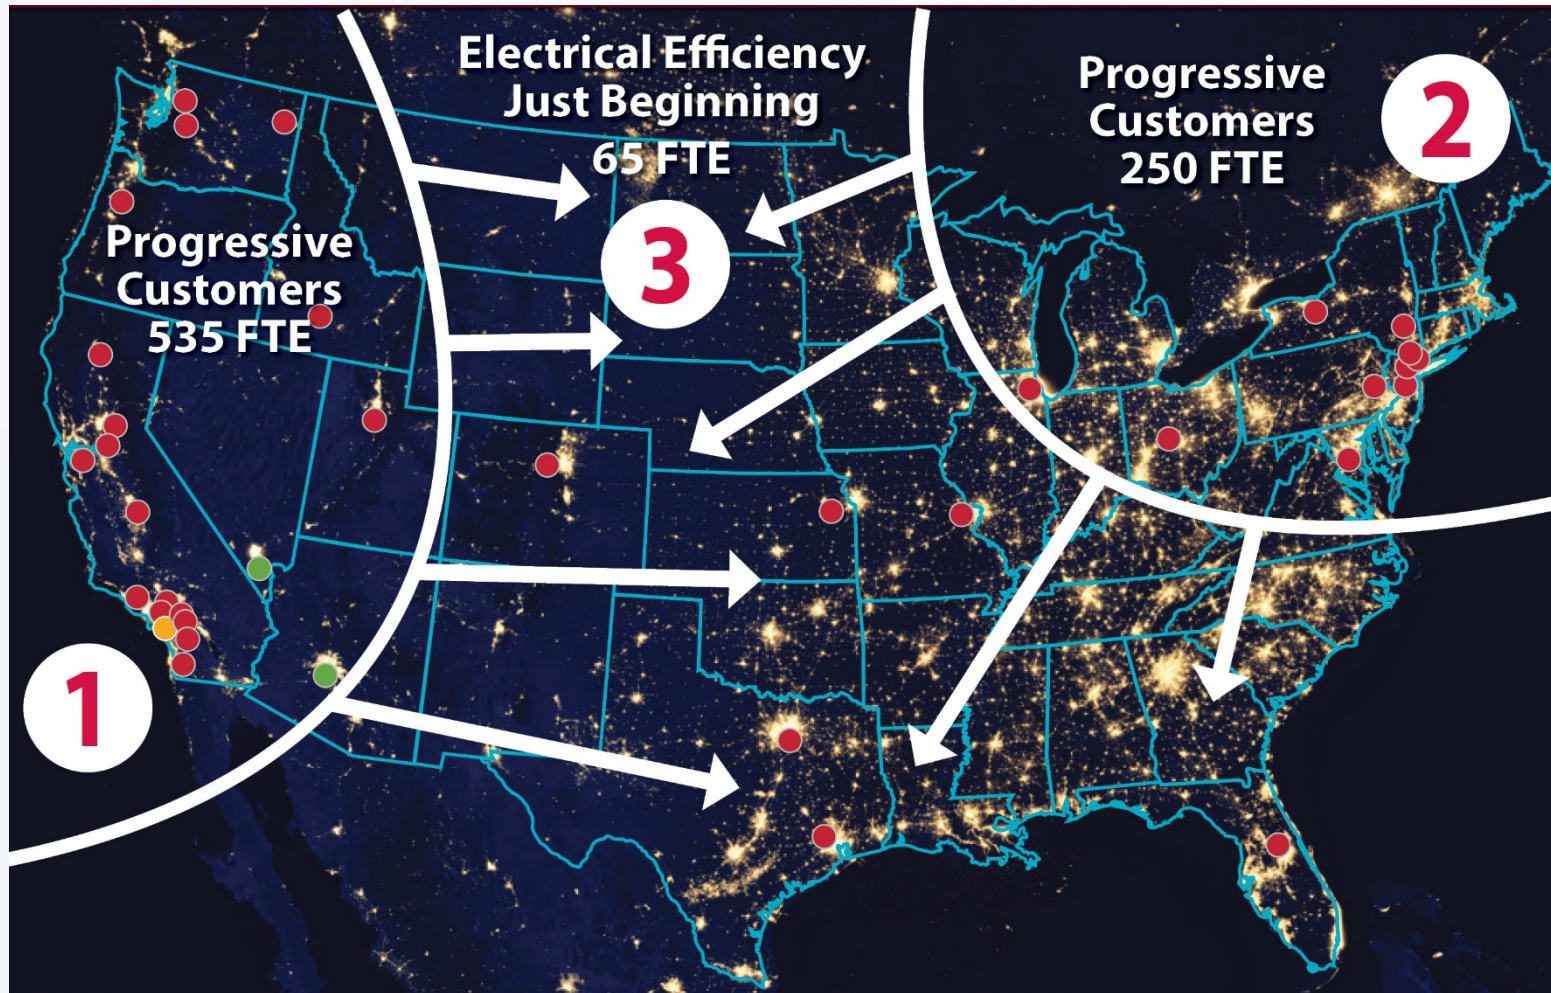 Electrical Efficiency
Just Beginning
65 FTE
3
Progressive
Customers
250 FTE
2
Progressive
Customers
535 FTE
1